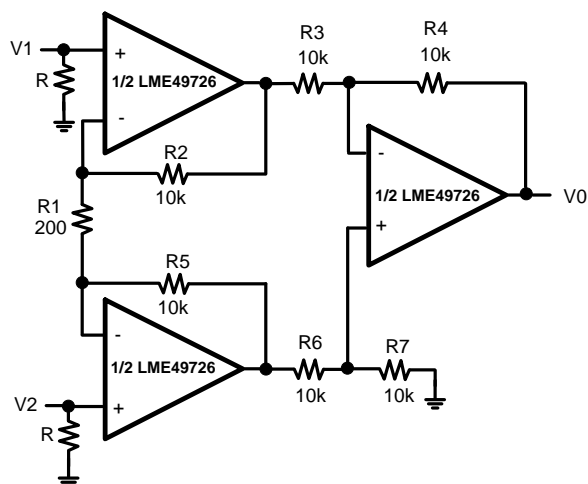 V1
R
+
-
1/2 LME49726
R3
10k
R4
10k
R2
10k
R1
200
-
+
1/2 LME49726
V0
R5
10k
-
+
1/2 LME49726
R6
10k
R7
10k
V2
R